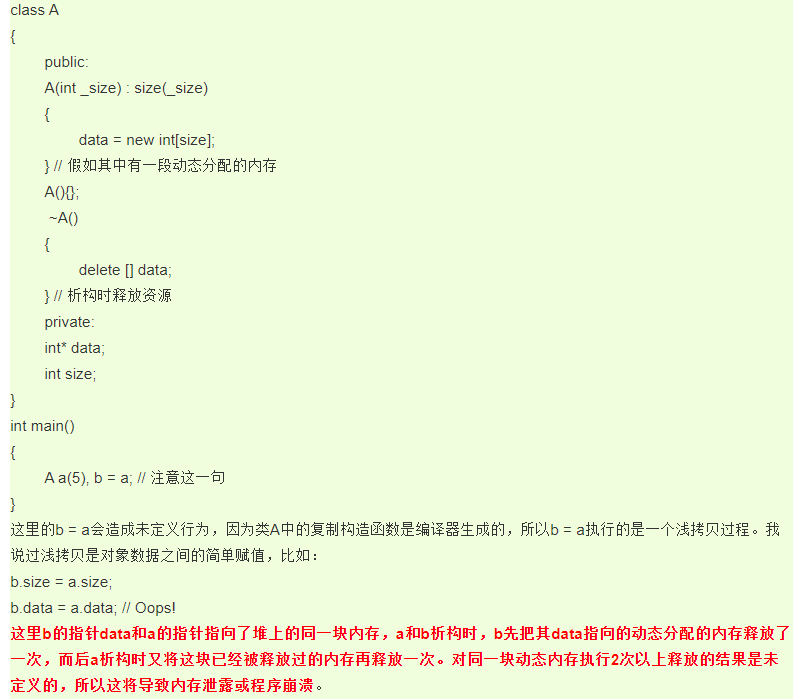 class A
{
public:
A(int _size) : size(_size)
{
data = new int[size];
} // 假如其中有一段动态分配的内存
A(){};
~A()
{
delete [] data;
} // 析构时释放资源
private:
int* data;
int size;
}
int main()
{
A a(5), b = a; // 注意这一句
}
这里的b = a会造成未定义行为，因为类A中的复制构造函数是编译器生成的，所以b = a执行的是一个浅拷贝过程。我
说过浅拷贝是对象数据之间的简单赋值，比如：
b.size = a.size;
b.data = a.data; // Oops!
这里b的指针data和a的指针指向了堆上的同一块内存，a和b析构时，b先把其data指向的动态分配的内存释放了
一次，而后a析构时又将这块已经被释放过的内存再释放一次。对同一块动态内存执行2次以上释放的结果是未
定义的，所以这将导致内存泄露或程序崩溃。